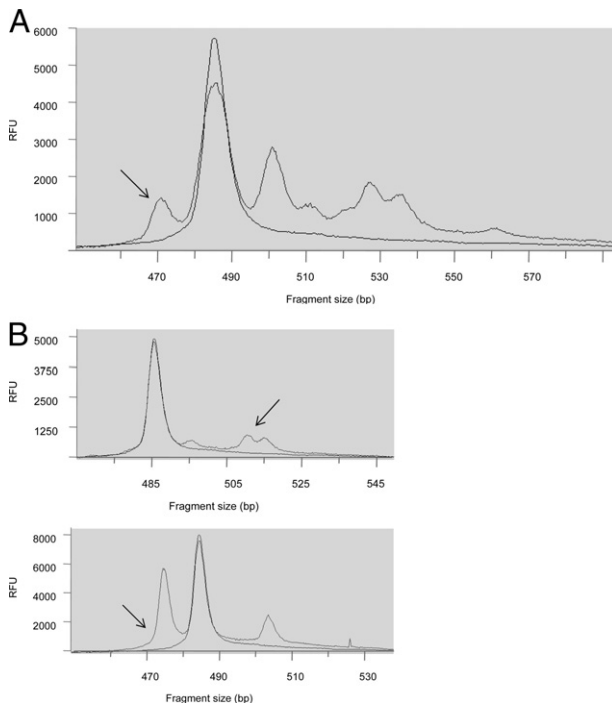 A
6000
5000
4000
3000
2000
1000
RFU
470 490 510 530 550 570
Fragment size (bp)
B
5000
3750
2500
1250
RFU
485 505 525 545
Fragment size (bp)
8000
6000
4000
2000
RFU
470 490 510 530
Fragment size (bp)